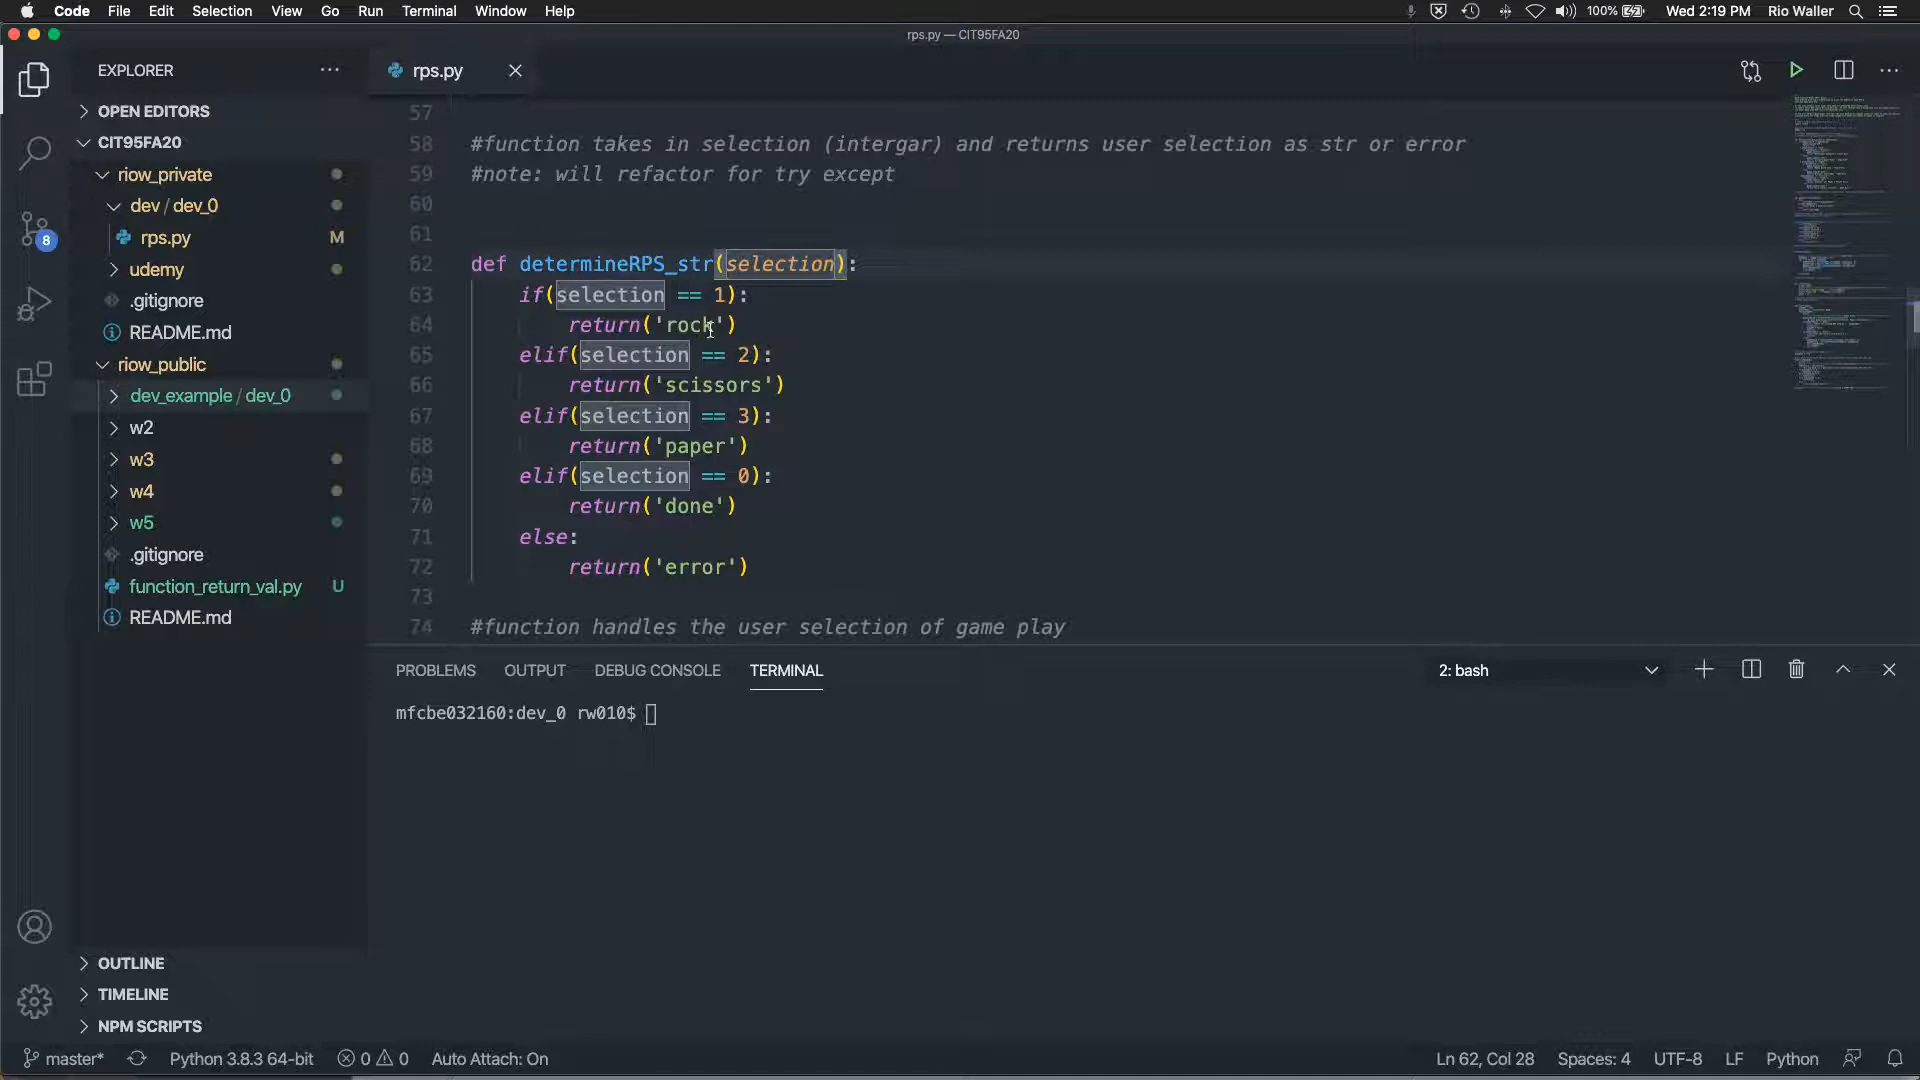 Code File Edit Selection View Go Run Terminal Window Help 100% Wed 2:19 PM Rio Waller
rps.py — CIT95FA20
EXPLORER
rps.py
OPEN EDITORS
CIT95FA20
riow_private
dev / dev_0
rps.py M
udemy
.gitignore
README.md
riow_public
dev_example / dev_0
w2
w3
w4
w5
.gitignore
function_return_val.py U
README.md
8
57
58 #function takes in selection (intergar) and returns user selection as str or error
59 #note: will refactor for try except
60
61
62 def determineRPS_str(selection):
63 if(selection == 1):
64 return('rock')
65 elif(selection == 2):
66 return('scissors')
67 elif(selection == 3):
68 return('paper')
69 elif(selection == 0):
70 return('done')
71 else:
72 return('error')
73
74 #function handles the user selection of game play
PROBLEMS OUTPUT DEBUG CONSOLE TERMINAL 2: bash
mfcbe032160:dev_0 rw010$
OUTLINE
TIMELINE
NPM SCRIPTS
master* Python 3.8.3 64-bit 0 0 Auto Attach: On Ln 62, Col 28 Spaces: 4 UTF-8 LF Python